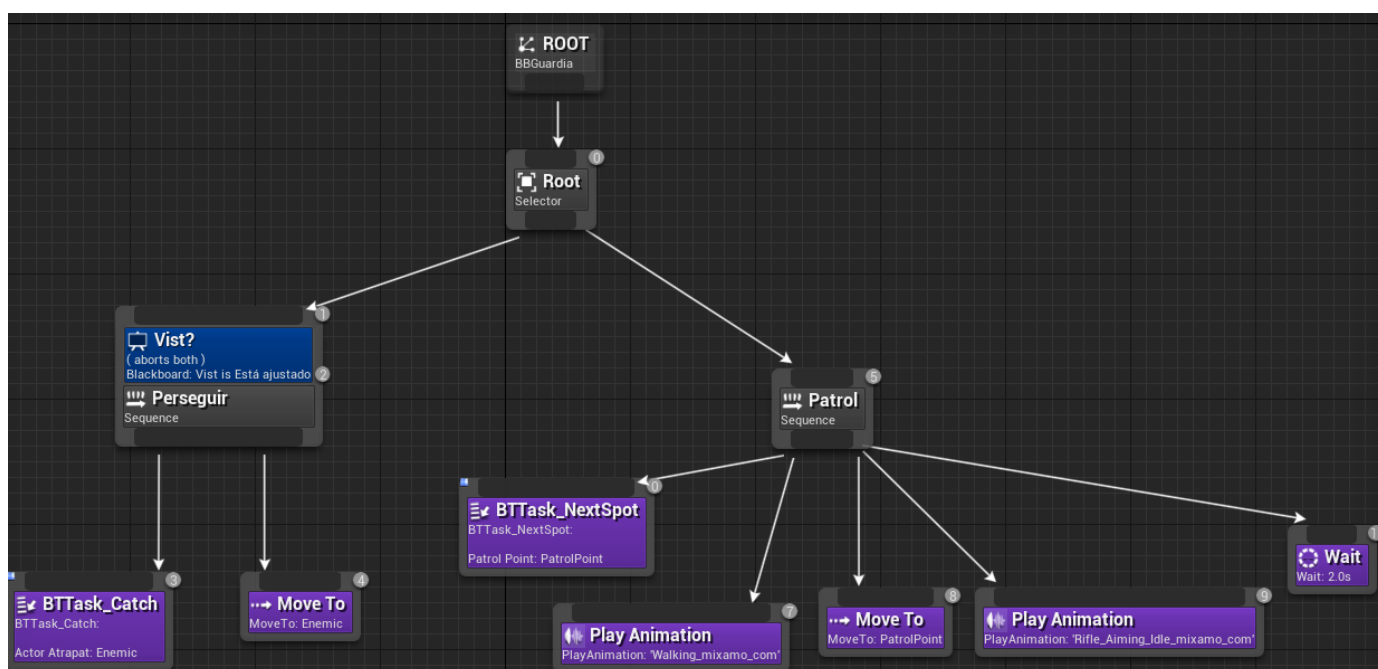 ROOT
BBGuardia
0
Root
Selector
1
Vist?
( aborts both )
Blackboard: Vist is Está ajustado
2
Perseguir
Sequence
5
Patrol
Sequence
0
BTTask_NextSpot
BTTask_NextSpot:
Patrol Point: PatrolPoint
1
Wait
Wait: 2.0s
3
BTTask_Catch
BTTask_Catch:
Actor Atrapat: Enemic
4
Move To
MoveTo: Enemic
7
Play Animation
PlayAnimation: 'Walking_mixamo_com'
8
Move To
MoveTo: PatrolPoint
9
Play Animation
PlayAnimation: 'Rifle_Aiming_Idle_mixamo_com'